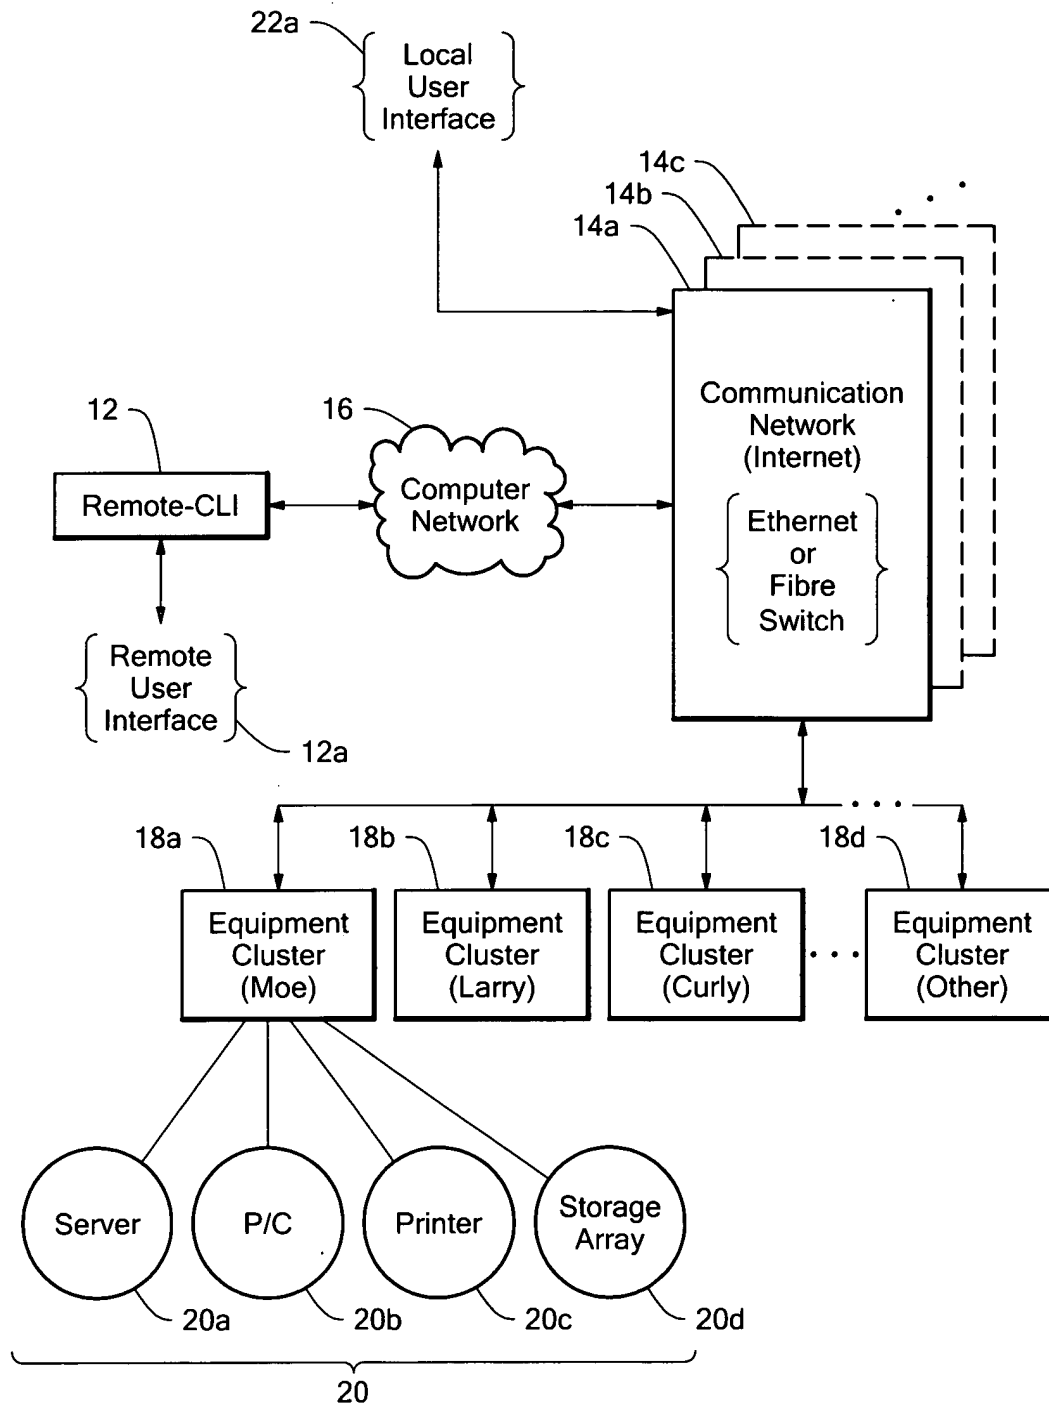 22a
Local
User
Interface
14c
14b
14a
Communication
Network
(Internet)
Ethernet
or
Fibre
Switch
12
16
Remote-CLI
Computer
Network
Remote
User
Interface
12a
18a
18b
18c
18d
Equipment
Cluster
(Moe)
Equipment
Cluster
(Larry)
Equipment
Cluster
(Curly)
Equipment
Cluster
(Other)
Server
P/C
Printer
Storage
Array
20a
20b
20c
20d
20